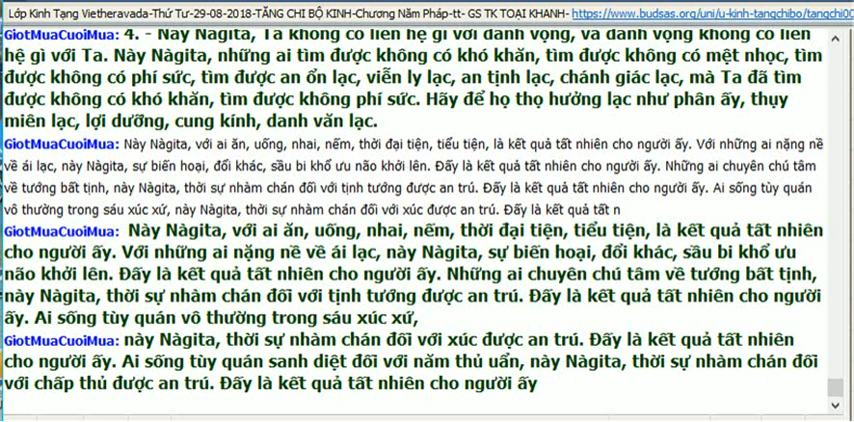 Lớp Kinh Tạng Vietheravada-Thứ Tư-29-08-2018-TĂNG CHI BỘ KINH-Chương Năm Pháp-tt- GS TK TOẠI KHANH- https://www.budsas.org/uni/u-kinh-tangchibo/tangchi0
GiotMuaCuoiMua: 4. - Này Nàgita, Ta không có liên hệ gì với danh vọng, và danh vọng không có liên
hệ gì với Ta. Này Nàgita, những ai tìm được không có khó khăn, tìm được không có mệt nhọc, tìm
được không có phí sức, tìm được an ổn lạc, viễn ly lạc, an tịnh lạc, chánh giác lạc, mà Ta đã tìm
được không có khó khăn, tìm được không phí sức. Hãy để họ thọ hưởng lạc như phân ấy, thụy
miên lạc, lợi dưỡng, cung kính, danh văn lạc.
GiotMuaCuoiMua: Này Nàgita, với ai ăn, uống, nhai, nếm, thời đại tiện, tiểu tiện, là kết quả tất nhiên cho người ấy. Với những ai nặng nề
về ái lạc, này Nàgita, sự biến hoại, đổi khác, sầu bi khổ ưu não khởi lên. Đấy là kết quả tất nhiên cho người ấy. Những ai chuyên chú tâm
về tướng bất tịnh, này Nàgita, thời sự nhàm chán đối với tịnh tướng được an trú. Đấy là kết quả tất nhiên cho người ấy. Ai sống tùy quán
vô thường trong sáu xúc xứ, này Nàgita, thời sự nhàm chán đối với xúc được an trú. Đấy là kết quả tất n
GiotMuaCuoiMua: Này Nàgita, với ai ăn, uống, nhai, nếm, thời đại tiện, tiểu tiện, là kết quả tất nhiên
cho người ấy. Với những ai nặng nề về ái lạc, này Nàgita, sự biến hoại, đổi khác, sầu bi khổ ưu
não khởi lên. Đấy là kết quả tất nhiên cho người ấy. Những ai chuyên chú tâm về tướng bất tịnh,
này Nàgita, thời sự nhàm chán đối với tịnh tướng được an trú. Đấy là kết quả tất nhiên cho người
ấy. Ai sống tùy quán vô thường trong sáu xúc xứ,
GiotMuaCuoiMua: này Nàgita, thời sự nhàm chán đối với xúc được an trú. Đấy là kết quả tất nhiên
cho người ấy. Ai sống tùy quán sanh diệt đối với năm thủ uẩn, này Nàgita, thời sự nhàm chán đối
với chấp thủ được an trú. Đấy là kết quả tất nhiên cho người ấy